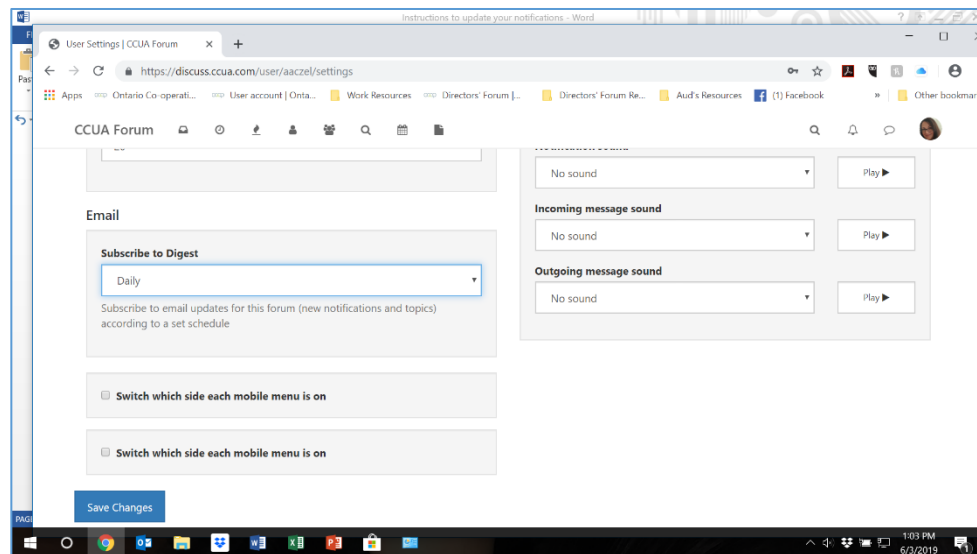 Instructions to update your notifications - Word
User Settings | CCUA Forum
https://discuss.ccua.com/user/aaczel/settings
Apps Ontario Co-operati... User account | Onta... Work Resources Directors' Forum |... Directors' Forum Re... Aud's Resources (1) Facebook » Other bookmar
CCUA Forum
No sound Play
Email
Incoming message sound
Subscribe to Digest
No sound Play
Daily
Outgoing message sound
Subscribe to email updates for this forum (new notifications and topics)
according to a set schedule
No sound Play
Switch which side each mobile menu is on
Switch which side each mobile menu is on
Save Changes
PAGE
1:03 PM
6/3/2019